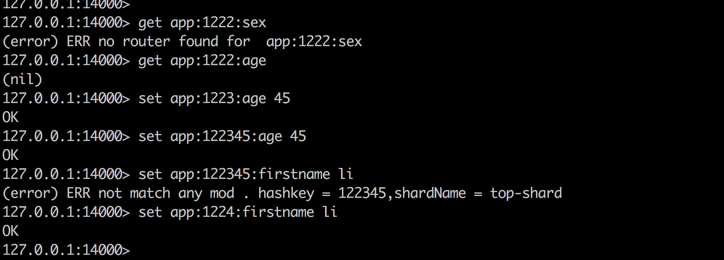 127.0.0.1:14000>
127.0.0.1:14000> get app:1222:sex
(error) ERR no router found for  app:1222:sex
127.0.0.1:14000> get app:1222:age
(nil)
127.0.0.1:14000> set app:1223:age 45
OK
127.0.0.1:14000> set app:122345:age 45
OK
127.0.0.1:14000> set app:122345:firstname li
(error) ERR not match any mod . hashkey = 122345,shardName = top-shard
127.0.0.1:14000> set app:1224:firstname li
OK
127.0.0.1:14000>